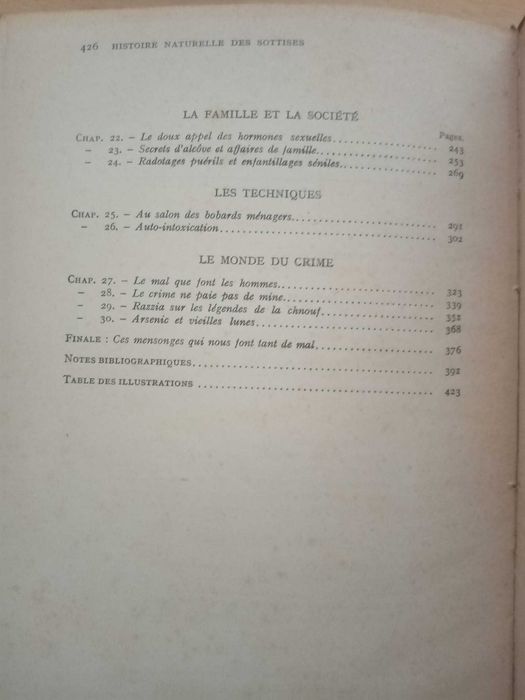 426 HISTOIRE NATURELLE DES SOTTISES
LA FAMILLE ET LA SOCIÉTÉ
Pages.
CHAP. 22. – Le doux appel des hormones sexuelles 243
– 23. – Secrets d'alcôve et affaires de famille 253
– 24. – Radotages puérils et enfantillages séniles 269
LES TECHNIQUES
CHAP. 25. – Au salon des bobards ménagers 291
– 26. – Auto-intoxication 302
LE MONDE DU CRIME
CHAP. 27. – Le mal que font les hommes 323
– 28. – Le crime ne paie pas de mine 339
– 29. – Razzia sur les légendes de la chnouf 352
– 30. – Arsenic et vieilles lunes 368
FINALE : Ces mensonges qui nous font tant de mal 376
NOTES BIBLIOGRAPHIQUES 392
TABLE DES ILLUSTRATIONS 423